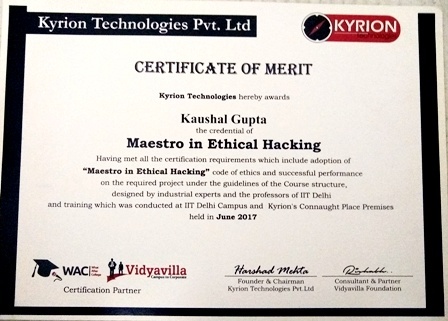 Kyrion Technologies Pvt. Ltd
KYRION
CERTIFICATE OF MERIT
Kyrion Technologies hereby awards
Kaushal Gupta
the credential of
Maestro in Ethical Hacking
Having met all the certification requirements which include adoption of
“Maestro in Ethical Hacking” code of ethics and successful performance
on the required project under the guidelines of the Course structure,
designed by industrial experts and the professors of IIT Delhi
and training which was conducted at IIT Delhi Campus and Kyrion's Connaught Place Premises
held in June 2017
WAC
Vidyavilla
Campus to Corporate
Certification Partner
Harshad Mehta
Founder & Chairman
Kyrion Technologies Pvt.Ltd
Consultant & Partner
Vidyavilla Foundation